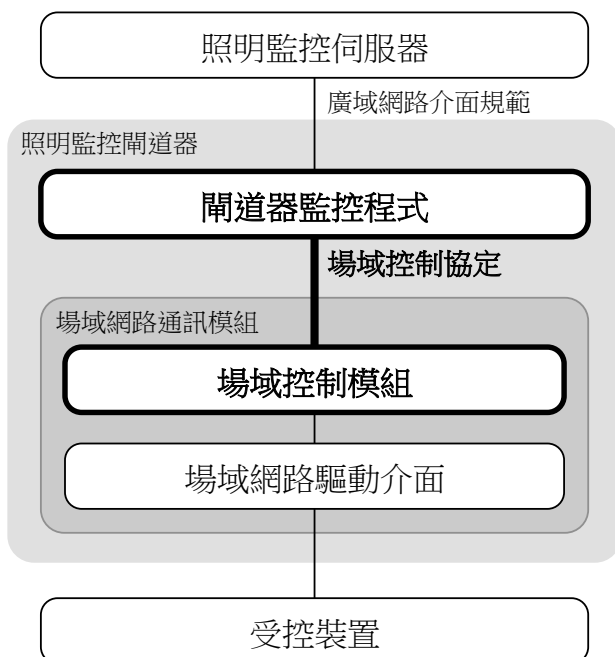 照明監控伺服器
廣域網路介面規範
照明監控閘道器
閘道器監控程式
場域控制協定
場域網路通訊模組
場域控制模組
場域網路驅動介面
受控裝置